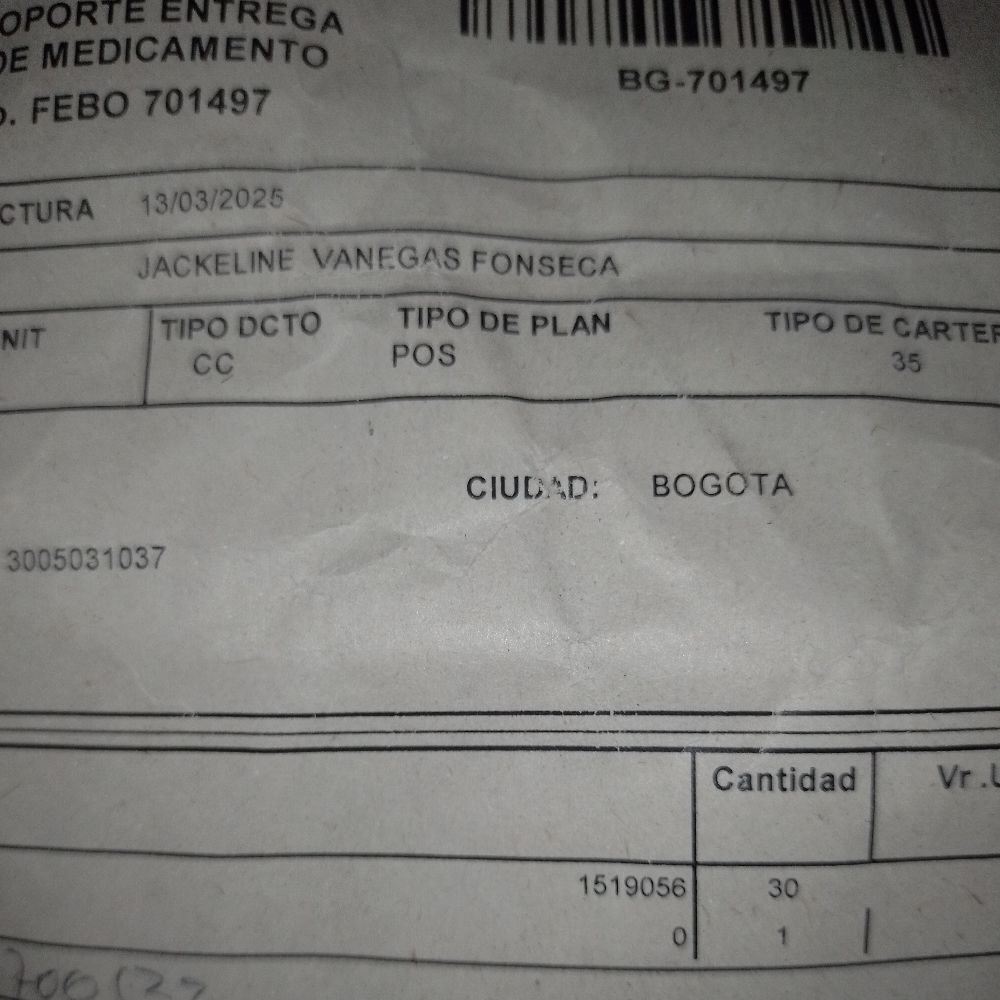 OPORTE ENTREGA
DE MEDICAMENTO
o. FEBO 701497
BG-701497
CTURA 13/03/2025
JACKELINE VANEGAS FONSECA
NIT TIPO DCTO TIPO DE PLAN TIPO DE CARTER
CC POS 35
CIUDAD: BOGOTA
3005031037
Cantidad Vr.U
1519056 30
0 1